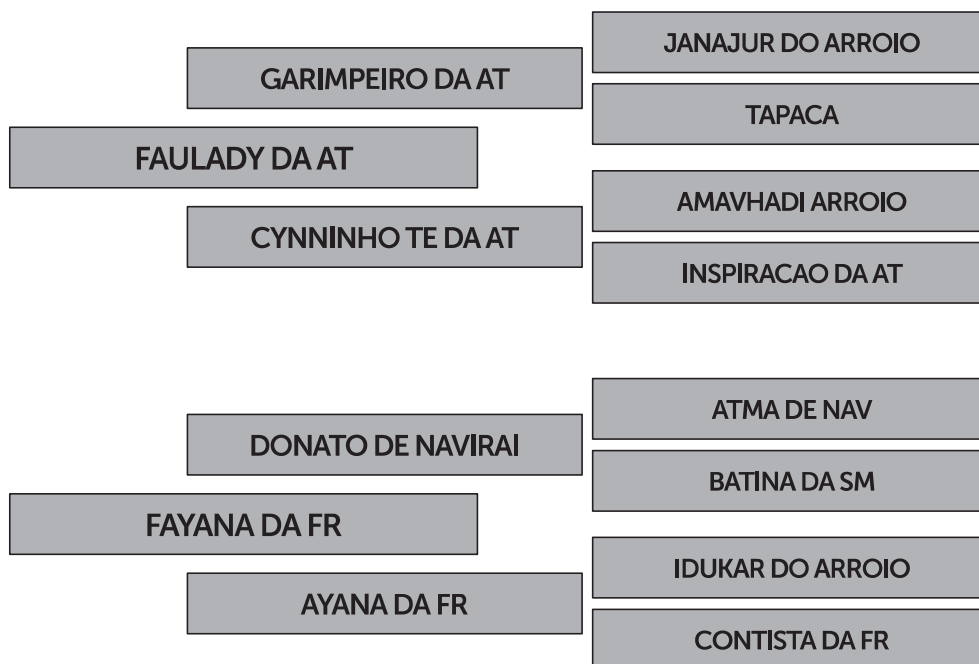 JANAJUR DO ARROIO
GARIMPEIRO DA AT
TAPACA
FAULADY DA AT
AMAVHADI ARROIO
CYNNINHO TE DA AT
INSPIRACAO DA AT
ATMA DE NAV
DONATO DE NAVIRAI
BATINA DA SM
FAYANA DA FR
IDUKAR DO ARROIO
AYANA DA FR
CONTISTA DA FR